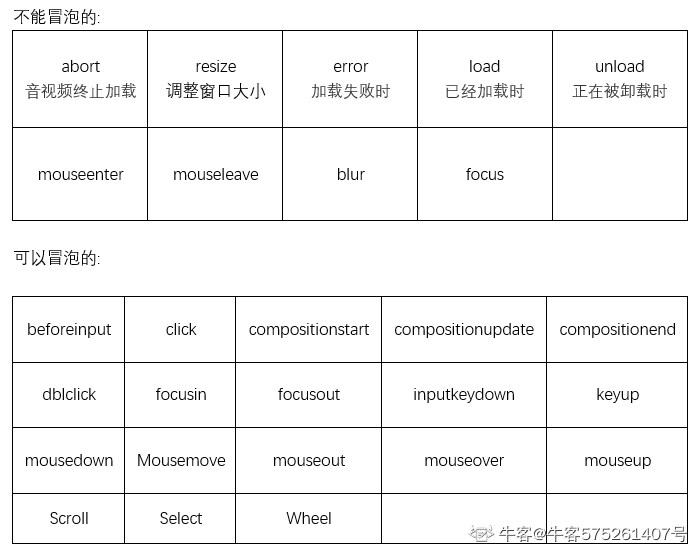 不能冒泡的:
abort resize error load unload
音视频终止加载 调整窗口大小 加载失败时 已经加载时 正在被卸载时
mouseenter mouseleave blur focus
可以冒泡的:
beforeinput click compositionstart compositionupdate compositionend
dblclick focusin focusout inputkeydown keyup
mousedown Mousemove mouseout mouseover mouseup
Scroll Select Wheel
牛客@牛客575261407号